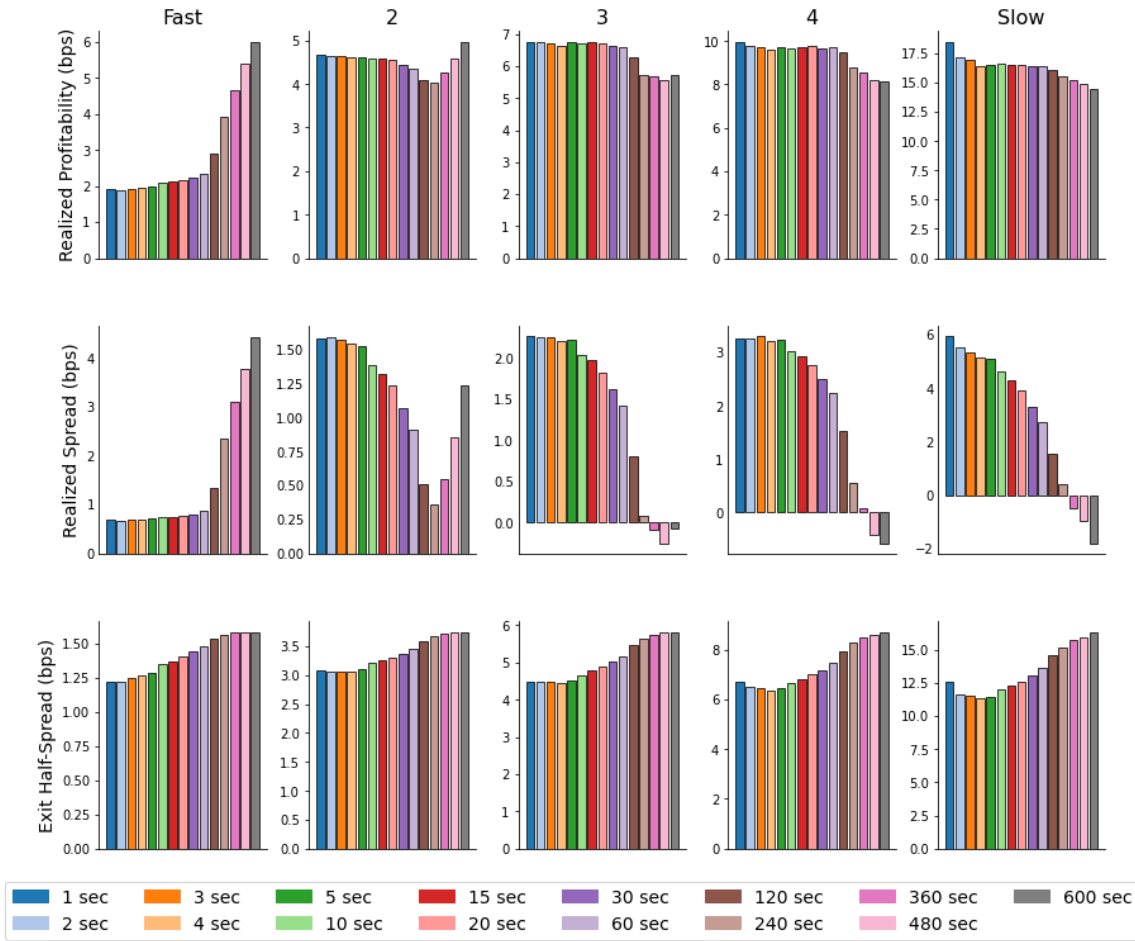 Fast 2 3 4 Slow
Realized Profitability (bps)
6 5 4 3 2 1 0
5 4 3 2 1 0
7 6 5 4 3 2 1 0
10 8 6 4 2 0
17.5 15.0 12.5 10.0 7.5 5.0 2.5 0.0
Realized Spread (bps)
4 3 2 1 0
1.50 1.25 1.00 0.75 0.50 0.25 0.00
2.0 1.5 1.0 0.5 0.0
3 2 1 0
6 4 2 0 −2
Exit Half-Spread (bps)
1.50 1.25 1.00 0.75 0.50 0.25 0.00
3.5 3.0 2.5 2.0 1.5 1.0 0.5 0.0
6 5 4 3 2 1 0
8 6 4 2 0
15.0 12.5 10.0 7.5 5.0 2.5 0.0
1 sec 3 sec 5 sec 15 sec 30 sec 120 sec 360 sec 600 sec
2 sec 4 sec 10 sec 20 sec 60 sec 240 sec 480 sec